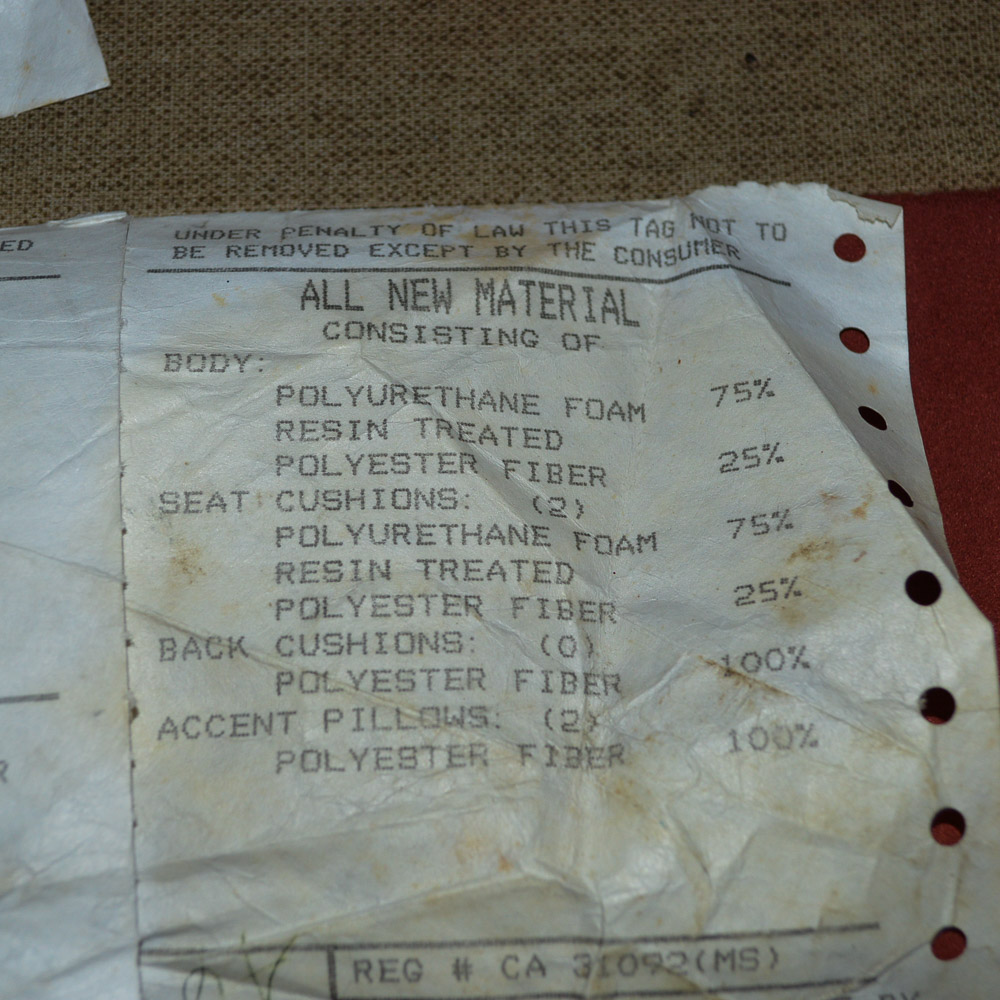 ED
UNDER PENALTY OF LAW THIS TAG NOT TO
BE REMOVED EXCEPT BY THE CONSUMER
ALL NEW MATERIAL
CONSISTING OF
BODY:
POLYURETHANE FOAM 75%
RESIN TREATED
POLYESTER FIBER 25%
SEAT CUSHIONS: (2)
POLYURETHANE FOAM 75%
RESIN TREATED
POLYESTER FIBER 25%
BACK CUSHIONS: (0)
POLYESTER FIBER 100%
ACCENT PILLOWS: (2)
POLYESTER FIBER 100%
R
REG # CA 31092(MS)